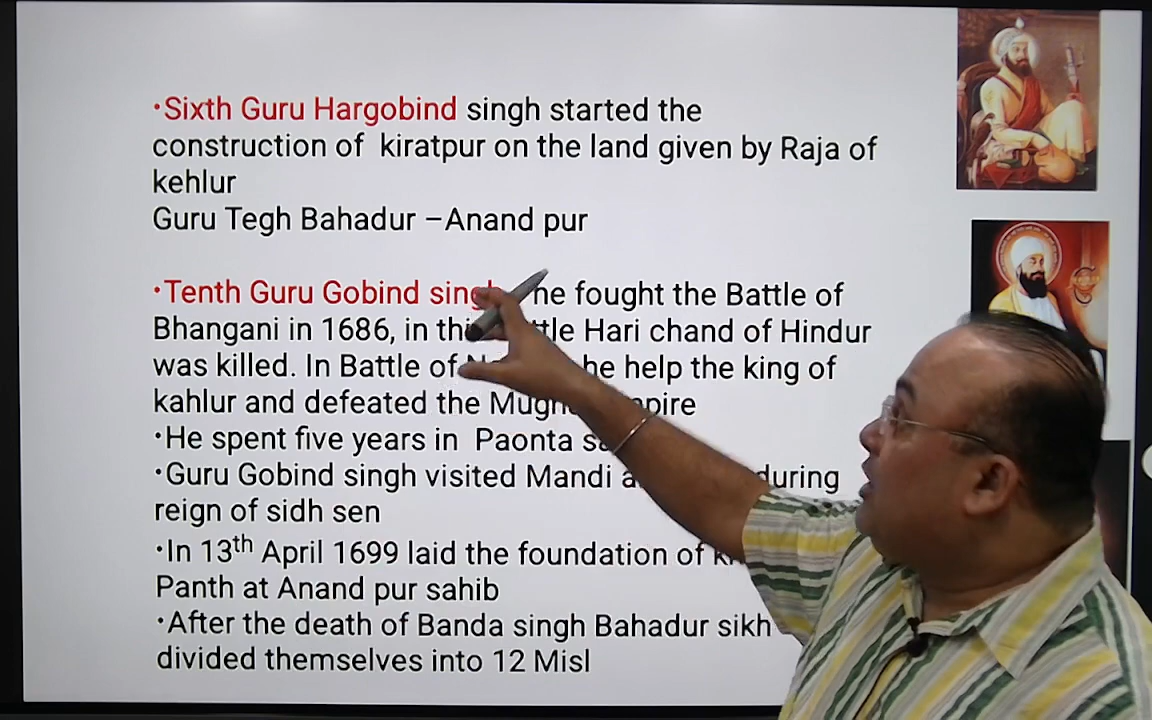 •Sixth Guru Hargobind singh started the
construction of kiratpur on the land given by Raja of
kehlur
Guru Tegh Bahadur –Anand pur
•Tenth Guru Gobind singh he fought the Battle of
Bhangani in 1686, in Hari chand of Hindur
was killed. In Battle of he help the king of
kahlur and defeated the
•He spent five years in Paonta
•Guru Gobind singh visited Mandi during
reign of sidh sen
•In 13th April 1699 laid the foundation of
Panth at Anand pur sahib
•After the death of Banda singh Bahadur sikh
divided themselves into 12 Misl